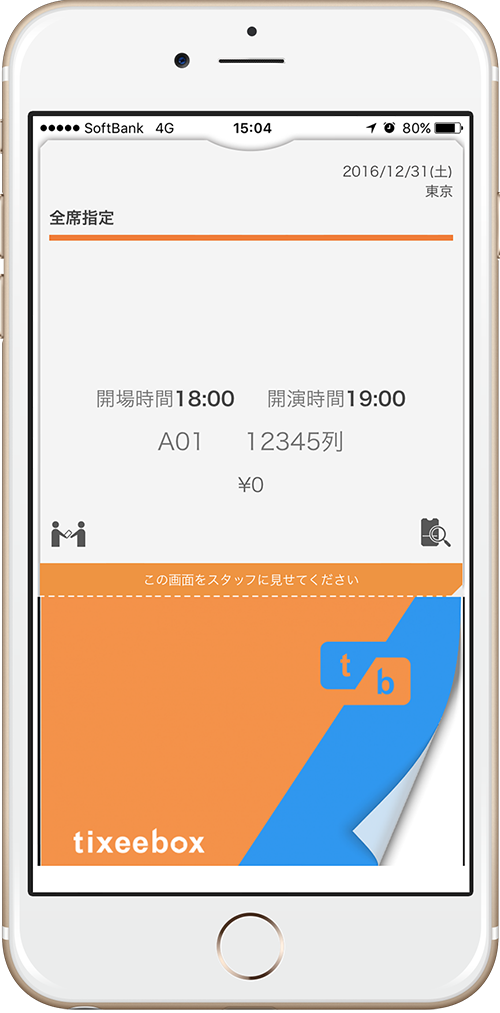 ●●●●● SoftBank 4G 15:04 80%
2016/12/31(土)
東京
全席指定
開場時間18:00 開演時間19:00
A01 12345列
¥0
この画面をスタッフに見せてください
t
b
tixeebox